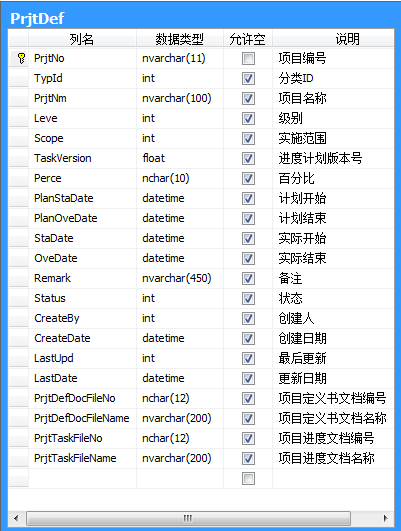 PrjtDef
列名 数据类型 允许空 说明
PrjtNo nvarchar(11) 项目编号
TypId int 分类ID
PrjtNm nvarchar(100) 项目名称
Leve int 级别
Scope int 实施范围
TaskVersion float 进度计划版本号
Perce nchar(10) 百分比
PlanStaDate datetime 计划开始
PlanOveDate datetime 计划结束
StaDate datetime 实际开始
OveDate datetime 实际结束
Remark nvarchar(450) 备注
Status int 状态
CreateBy int 创建人
CreateDate datetime 创建日期
LastUpd int 最后更新
LastDate datetime 更新日期
PrjtDefDocFileNo nchar(12) 项目定义书文档编号
PrjtDefDocFileName nvarchar(200) 项目定义书文档名称
PrjtTaskFileNo nchar(12) 项目进度文档编号
PrjtTaskFileName nvarchar(200) 项目进度文档名称